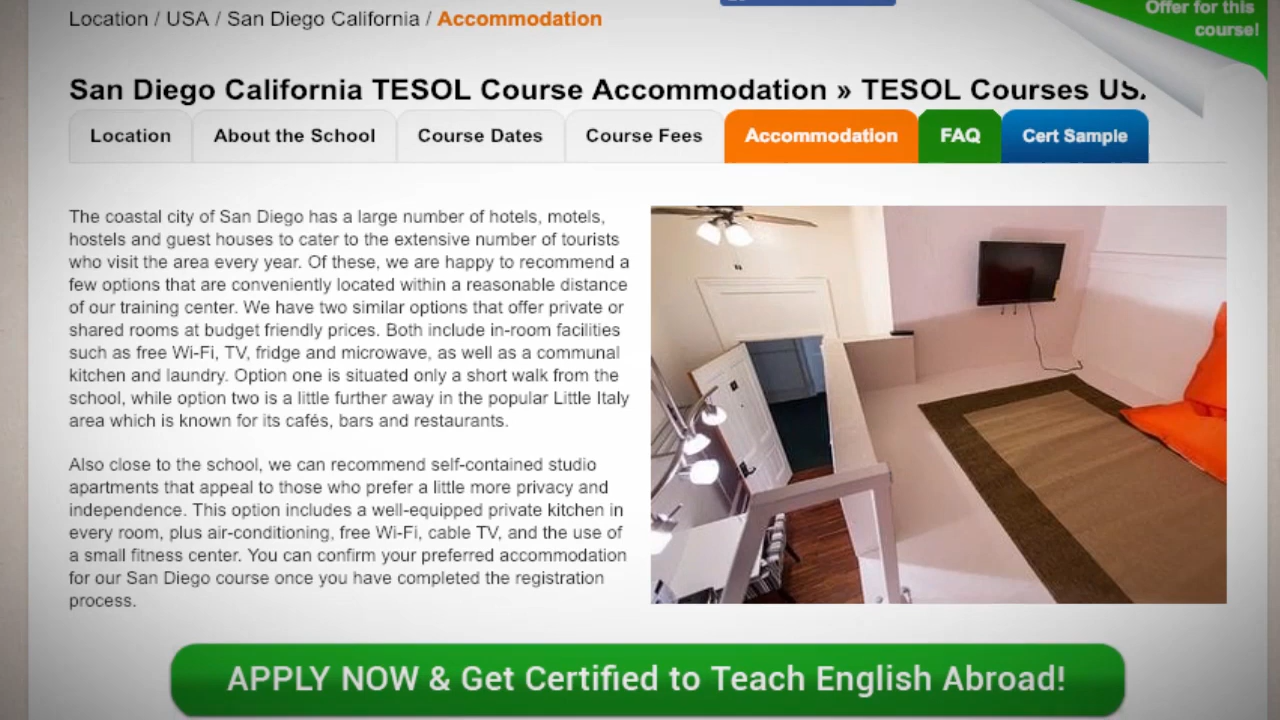 Offer for this
course!
Location / USA / San Diego California / Accommodation
San Diego California TESOL Course Accommodation » TESOL Courses US
Location About the School Course Dates Course Fees Accommodation FAQ Cert Sample
The coastal city of San Diego has a large number of hotels, motels,
hostels and guest houses to cater to the extensive number of tourists
who visit the area every year. Of these, we are happy to recommend a
few options that are conveniently located within a reasonable distance
of our training center. We have two similar options that offer private or
shared rooms at budget friendly prices. Both include in-room facilities
such as free Wi-Fi, TV, fridge and microwave, as well as a communal
kitchen and laundry. Option one is situated only a short walk from the
school, while option two is a little further away in the popular Little Italy
area which is known for its cafés, bars and restaurants.
Also close to the school, we can recommend self-contained studio
apartments that appeal to those who prefer a little more privacy and
independence. This option includes a well-equipped private kitchen in
every room, plus air-conditioning, free Wi-Fi, cable TV, and the use of
a small fitness center. You can confirm your preferred accommodation
for our San Diego course once you have completed the registration
process.
APPLY NOW & Get Certified to Teach English Abroad!